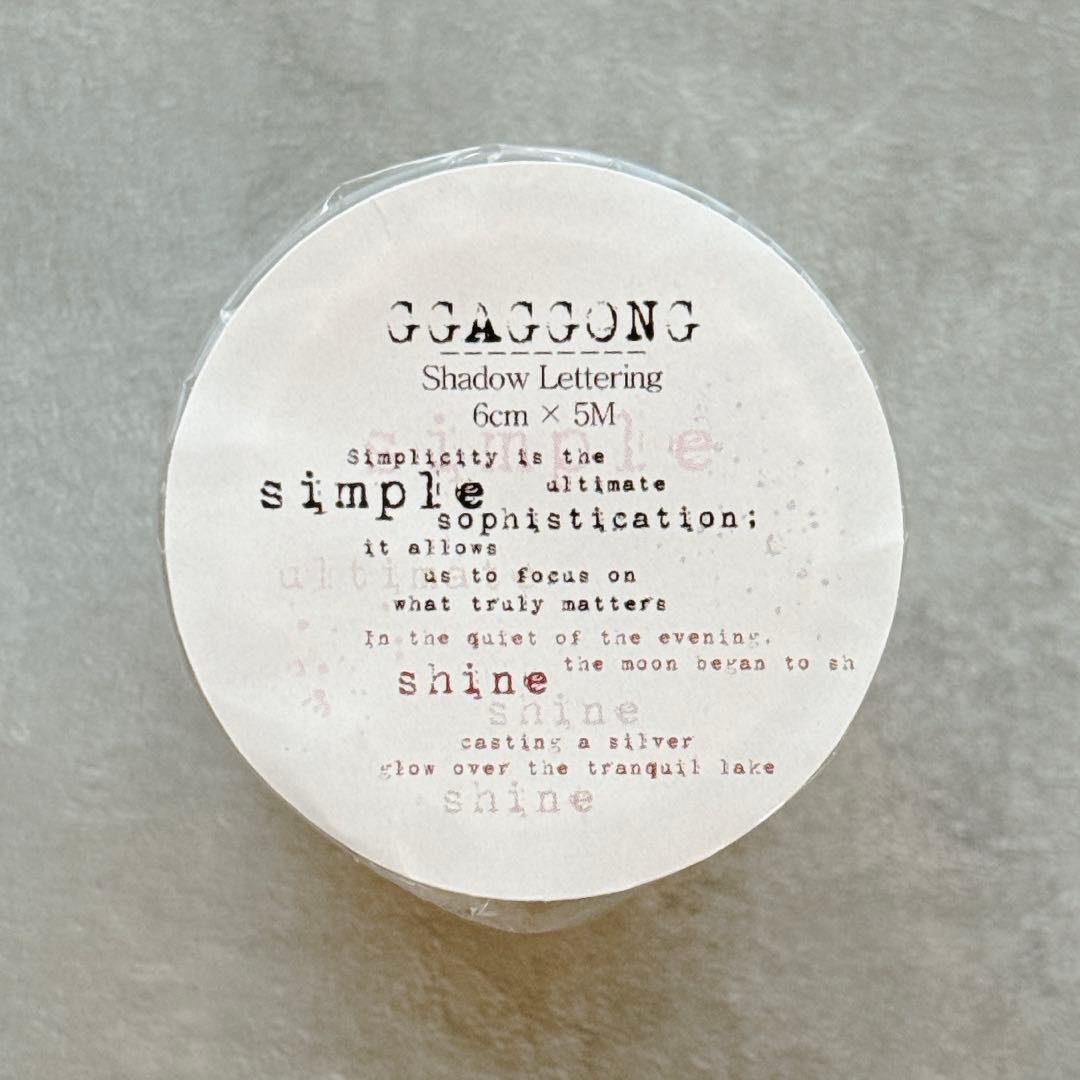 GGAGGONG
Shadow Lettering
6cm × 5M
simple
Simplicity is the
simple
ultimate
sophistication;
it allows
ultimate
us to focus on
what truly matters
In the quiet of the evening,
the moon began to sh
shine
shine
casting a silver
glow over the tranquil lake
shine